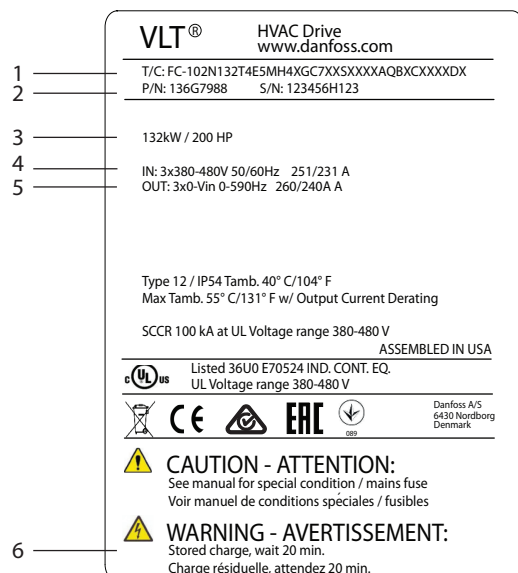 VLT® HVAC Drive
www.danfoss.com
1 T/C: FC-102N132T4E5MH4XGC7XXSXXXXAQBXCXXXXDX
2 P/N: 136G7988 S/N: 123456H123
3 132kW / 200 HP
4 IN: 3x380-480V 50/60Hz 251/231 A
5 OUT: 3x0-Vin 0-590Hz 260/240A A
Type 12 / IP54 Tamb. 40° C/104° F
Max Tamb. 55° C/131° F w/ Output Current Derating
SCCR 100 kA at UL Voltage range 380-480 V
ASSEMBLED IN USA
c UL us Listed 36U0 E70524 IND. CONT. EQ.
UL Voltage range 380-480 V
CE EAC 089
Danfoss A/S
6430 Nordborg
Denmark
CAUTION - ATTENTION:
See manual for special condition / mains fuse
Voir manuel de conditions spéciales / fusibles
WARNING - AVERTISSEMENT:
6 Stored charge, wait 20 min.
Charge résiduelle, attendez 20 min.